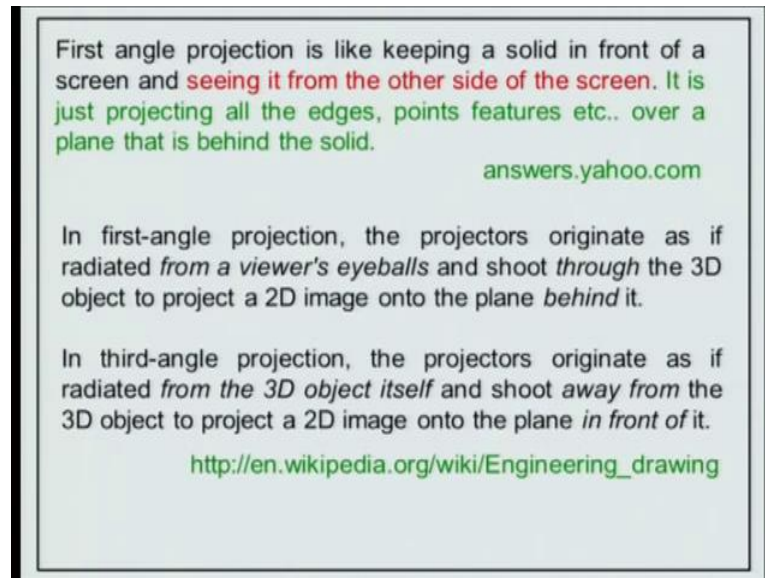 First angle projection is like keeping a solid in front of a
screen and seeing it from the other side of the screen. It is
just projecting all the edges, points features etc.. over a
plane that is behind the solid.
answers.yahoo.com
In first-angle projection, the projectors originate as if
radiated from a viewer's eyeballs and shoot through the 3D
object to project a 2D image onto the plane behind it.
In third-angle projection, the projectors originate as if
radiated from the 3D object itself and shoot away from the
3D object to project a 2D image onto the plane in front of it.
http://en.wikipedia.org/wiki/Engineering_drawing